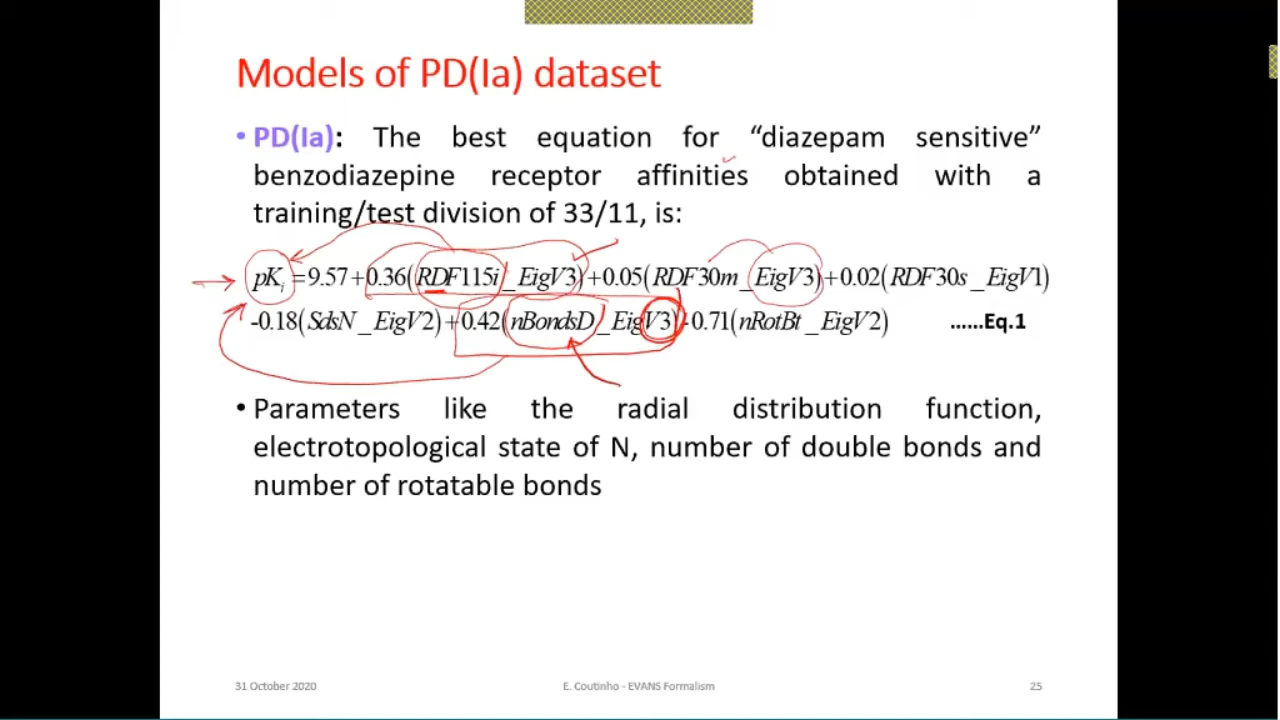 Models of PD(Ia) dataset
• PD(Ia): The best equation for “diazepam sensitive”
benzodiazepine receptor affinities obtained with a
training/test division of 33/11, is:
pKi =9.57+0.36(RDF115i_EigV3)+0.05(RDF30m_EigV3)+0.02(RDF30s_EigV1)
-0.18(SdsN_EigV2)+0.42(nBondsD_EigV3)-0.71(nRotBt_EigV2) ......Eq.1
• Parameters like the radial distribution function,
electrotopological state of N, number of double bonds and
number of rotatable bonds
31 October 2020 E. Coutinho - EVANS Formalism 25